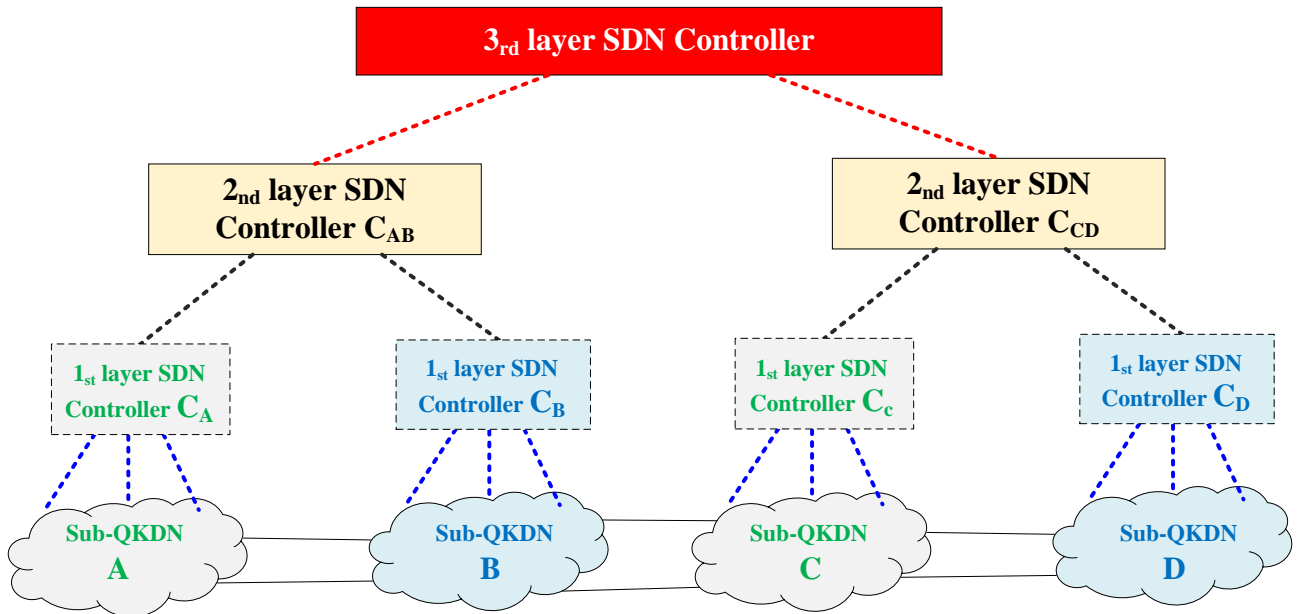 3rd layer SDN Controller
2nd layer SDN
Controller CAB
2nd layer SDN
Controller CCD
1st layer SDN
Controller CA
1st layer SDN
Controller CB
1st layer SDN
Controller Cc
1st layer SDN
Controller CD
Sub-QKDN
A
Sub-QKDN
B
Sub-QKDN
C
Sub-QKDN
D